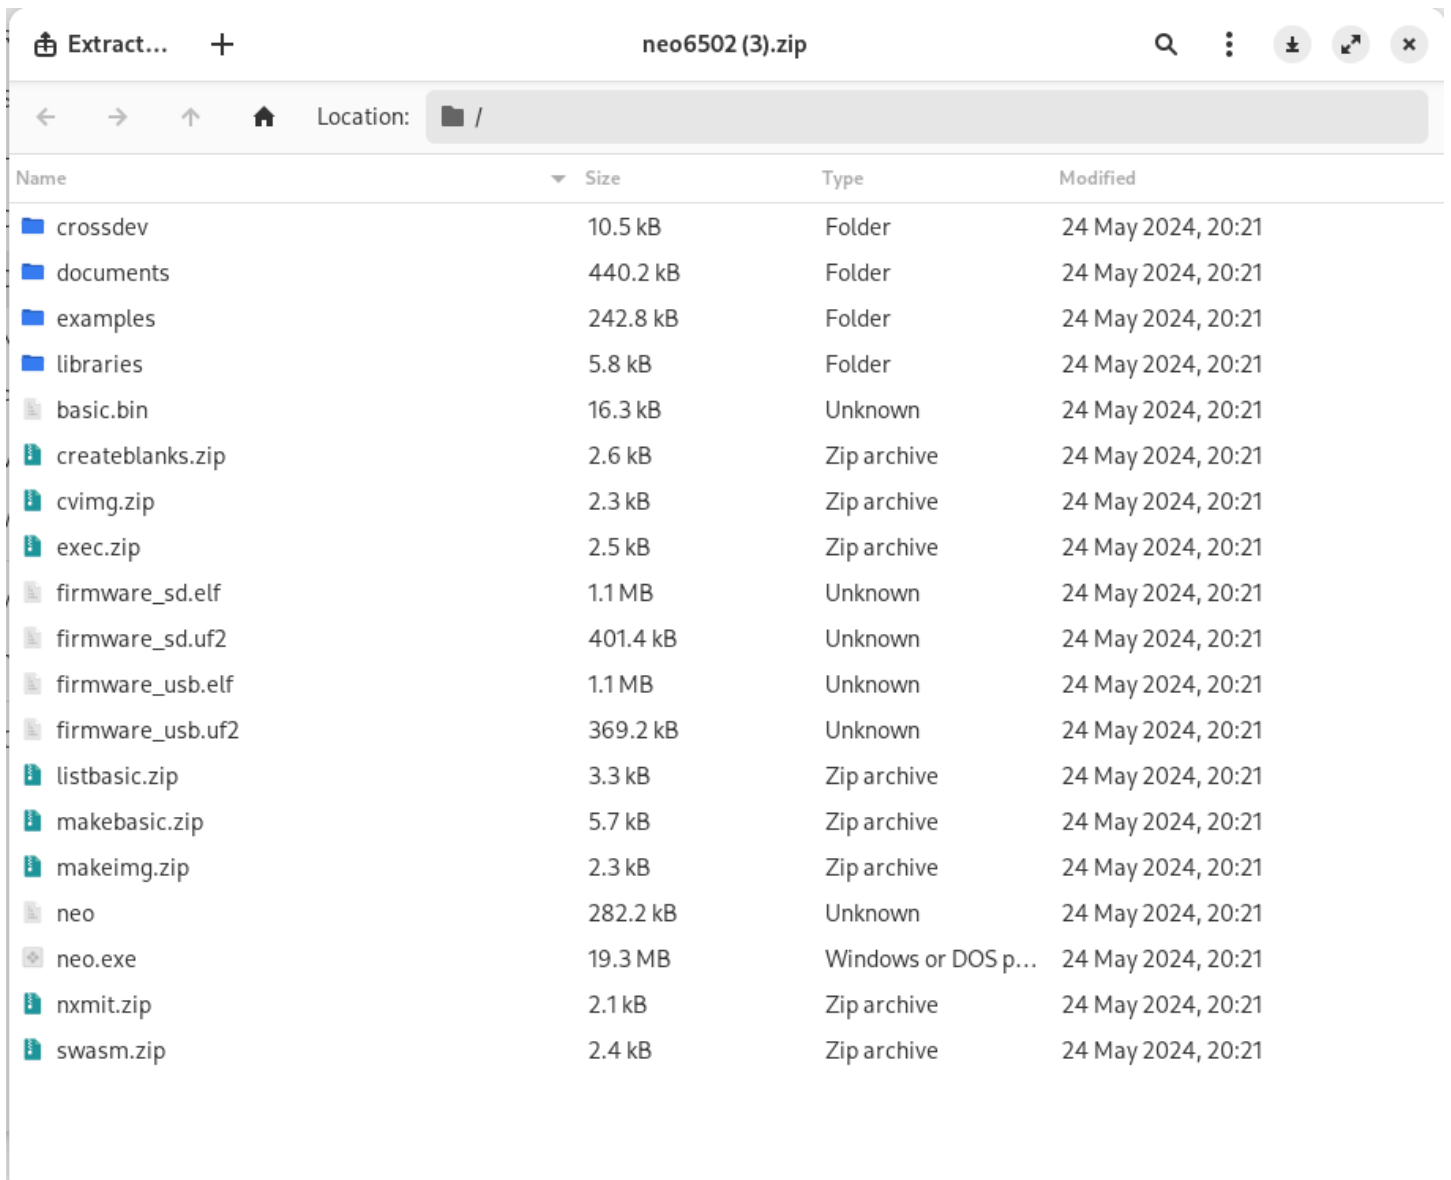 Extract… neo6502 (3).zip
Location: /
Name Size Type Modified
crossdev 10.5 kB Folder 24 May 2024, 20:21
documents 440.2 kB Folder 24 May 2024, 20:21
examples 242.8 kB Folder 24 May 2024, 20:21
libraries 5.8 kB Folder 24 May 2024, 20:21
basic.bin 16.3 kB Unknown 24 May 2024, 20:21
createblanks.zip 2.6 kB Zip archive 24 May 2024, 20:21
cvimg.zip 2.3 kB Zip archive 24 May 2024, 20:21
exec.zip 2.5 kB Zip archive 24 May 2024, 20:21
firmware_sd.elf 1.1 MB Unknown 24 May 2024, 20:21
firmware_sd.uf2 401.4 kB Unknown 24 May 2024, 20:21
firmware_usb.elf 1.1 MB Unknown 24 May 2024, 20:21
firmware_usb.uf2 369.2 kB Unknown 24 May 2024, 20:21
listbasic.zip 3.3 kB Zip archive 24 May 2024, 20:21
makebasic.zip 5.7 kB Zip archive 24 May 2024, 20:21
makeimg.zip 2.3 kB Zip archive 24 May 2024, 20:21
neo 282.2 kB Unknown 24 May 2024, 20:21
neo.exe 19.3 MB Windows or DOS p… 24 May 2024, 20:21
nxmit.zip 2.1 kB Zip archive 24 May 2024, 20:21
swasm.zip 2.4 kB Zip archive 24 May 2024, 20:21